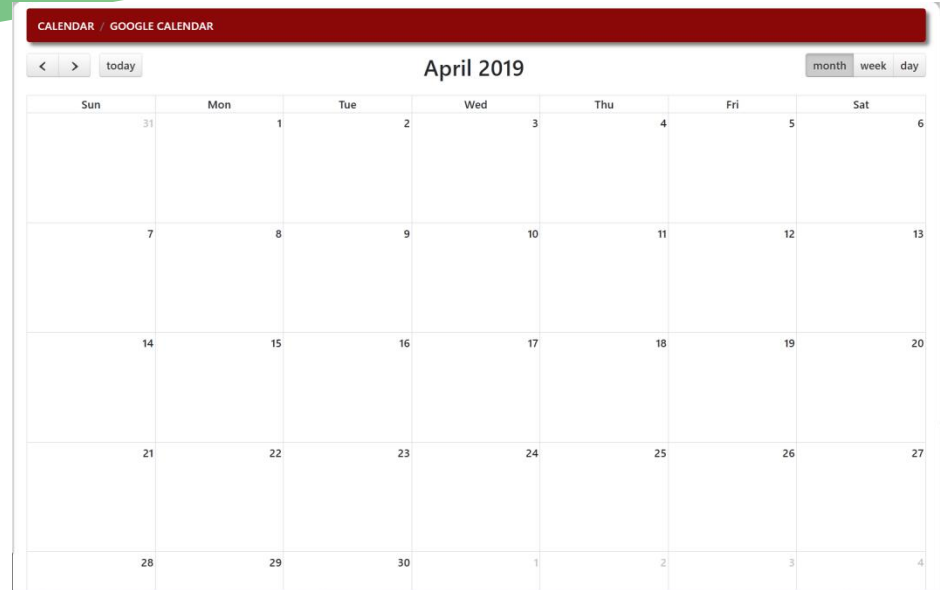 CALENDAR / GOOGLE CALENDAR
< > today April 2019 month week day
Sun Mon Tue Wed Thu Fri Sat
31 1 2 3 4 5 6
7 8 9 10 11 12 13
14 15 16 17 18 19 20
21 22 23 24 25 26 27
28 29 30 1 2 3 4